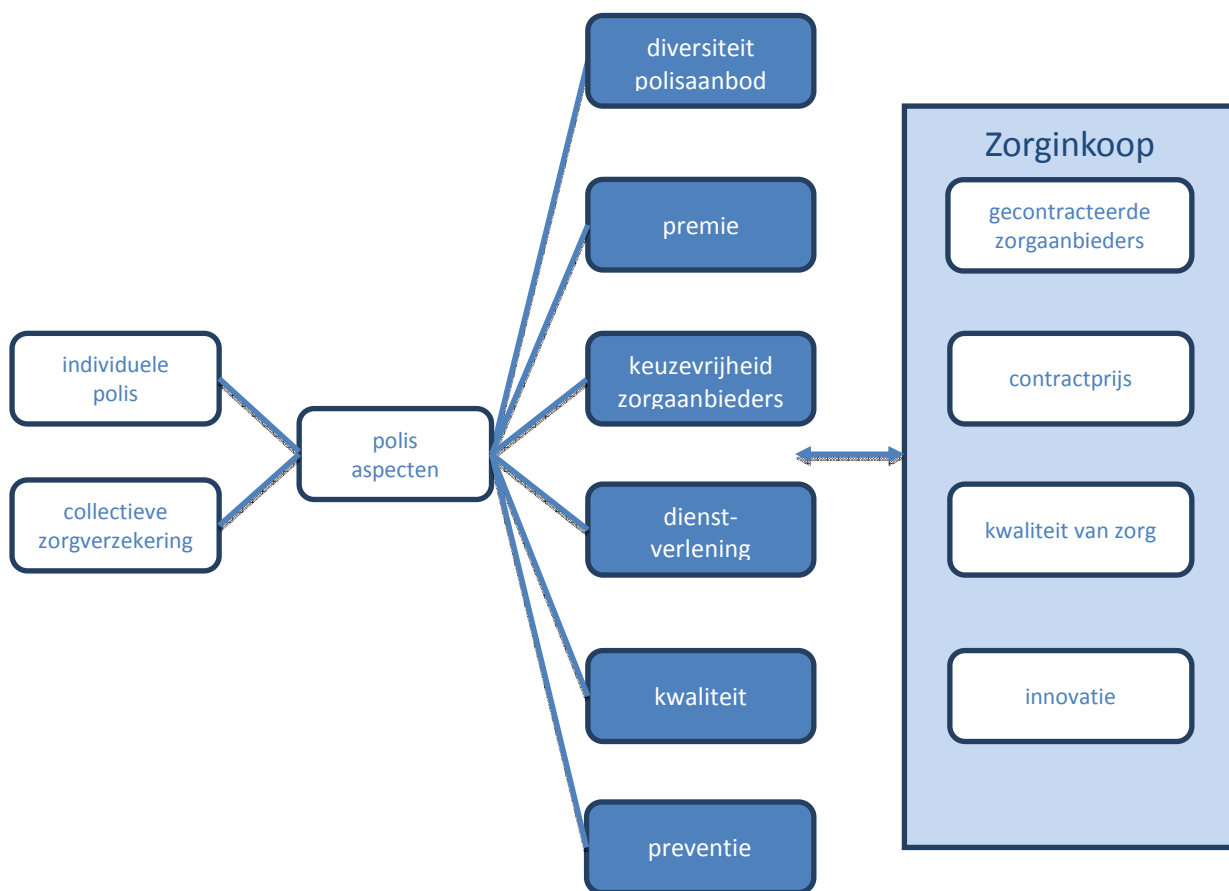 individuele
polis
collectieve
zorgverzekering
polis
aspecten
diversiteit
polisaanbod
premie
keuzevrijheid
zorgaanbieders
dienst-
verlening
kwaliteit
preventie
Zorginkoop
gecontracteerde
zorgaanbieders
contractprijs
kwaliteit van zorg
innovatie